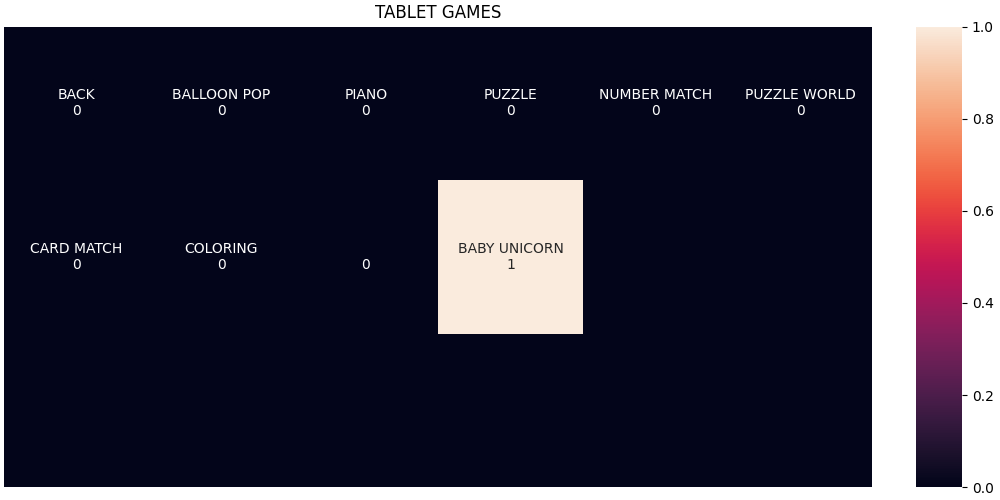 TABLET GAMES
BACK
0
BALLOON POP
0
PIANO
0
PUZZLE
0
NUMBER MATCH
0
PUZZLE WORLD
0
CARD MATCH
0
COLORING
0
0
BABY UNICORN
1
1.0
0.8
0.6
0.4
0.2
0.0